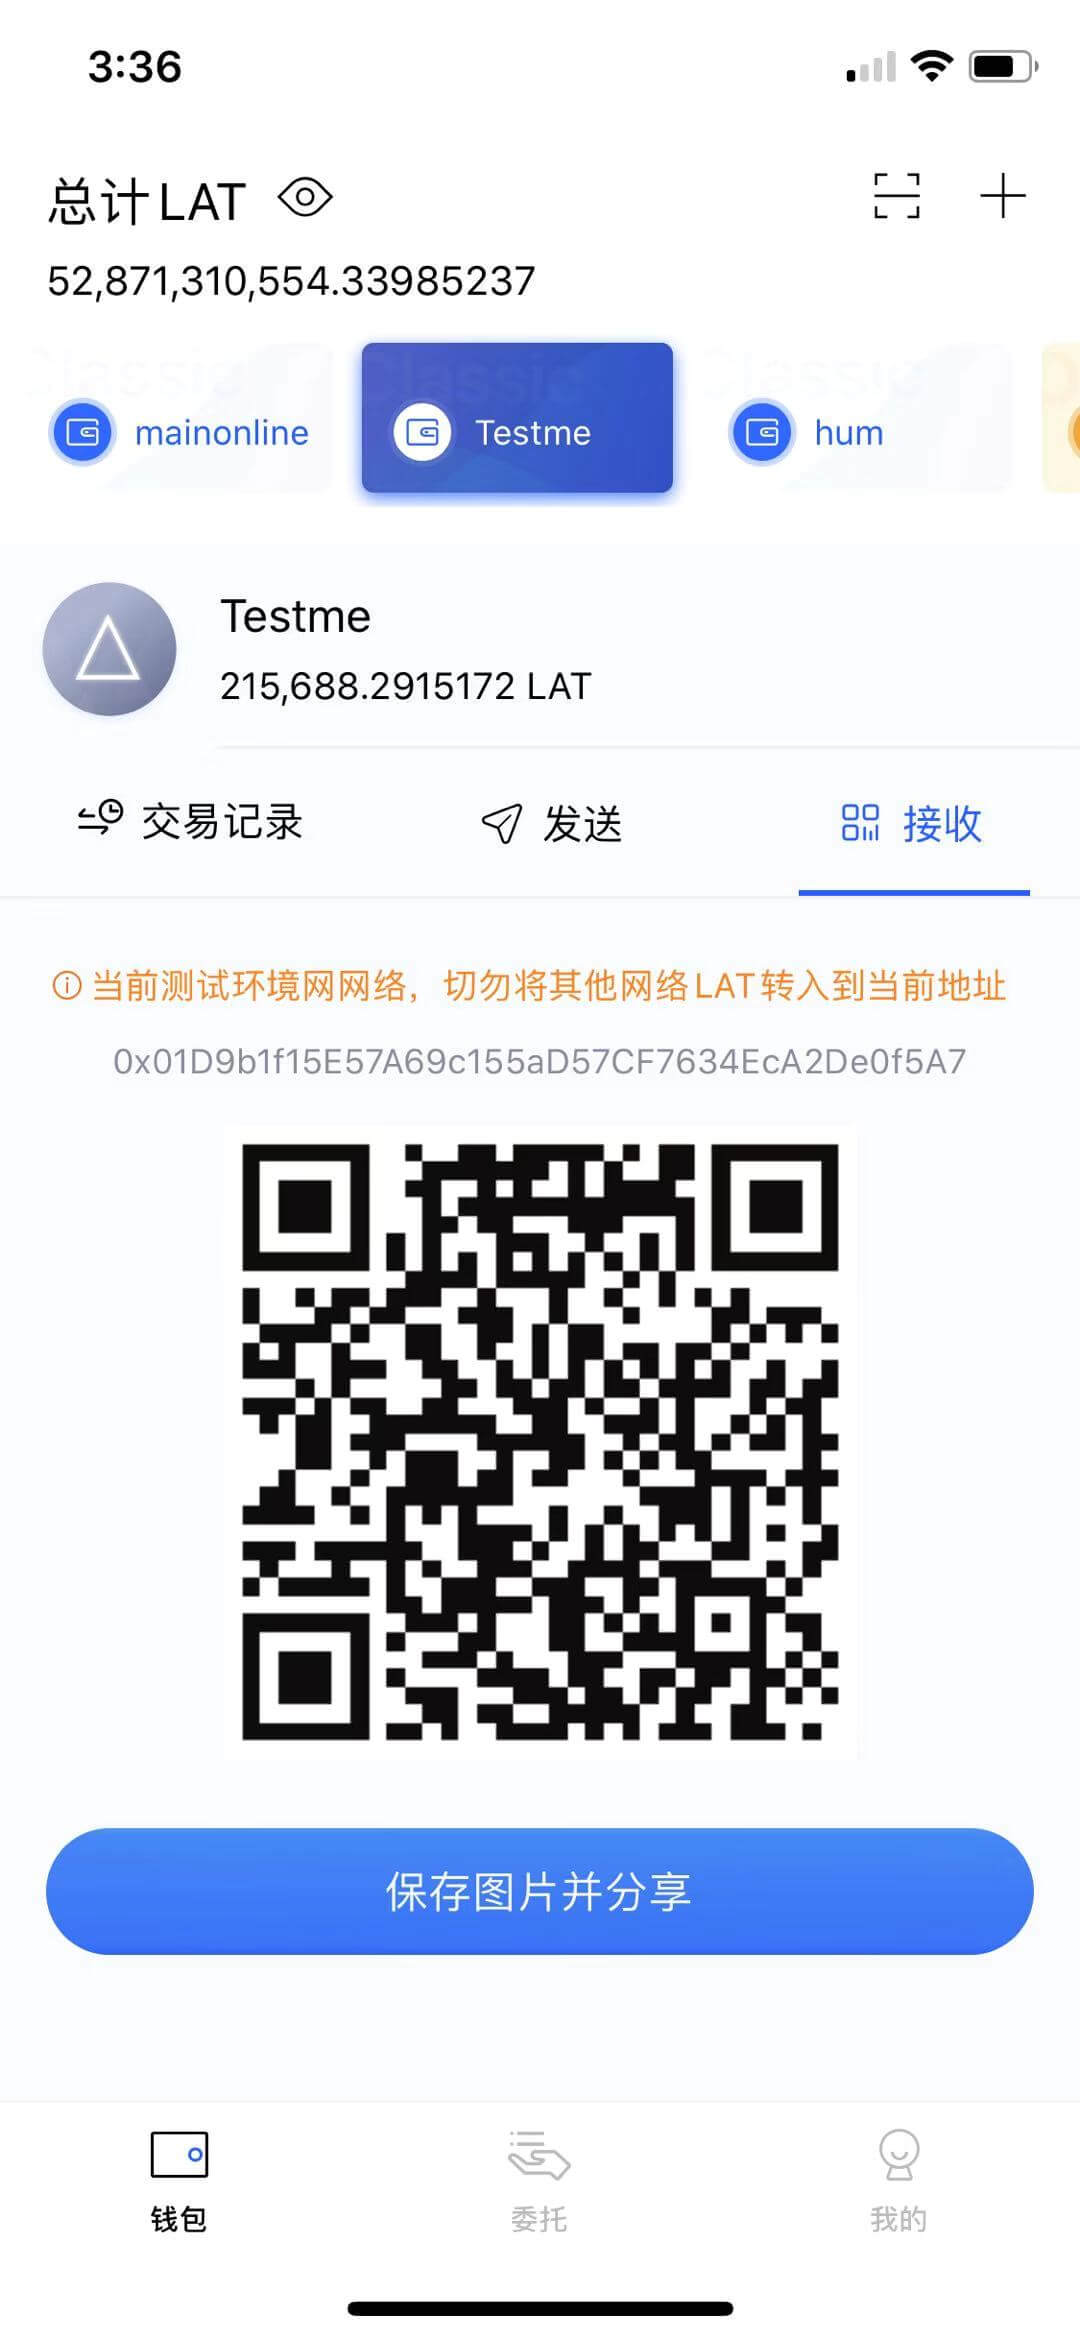 3:36
总计LAT
52,871,310,554.33985237
Classic
Classic
Classic
mainonline
Testme
hum
Testme
215,688.2915172 LAT
交易记录
发送
接收
当前测试环境网网络，切勿将其他网络LAT转入到当前地址
0x01D9b1f15E57A69c155aD57CF7634EcA2De0f5A7
保存图片并分享
钱包
委托
我的